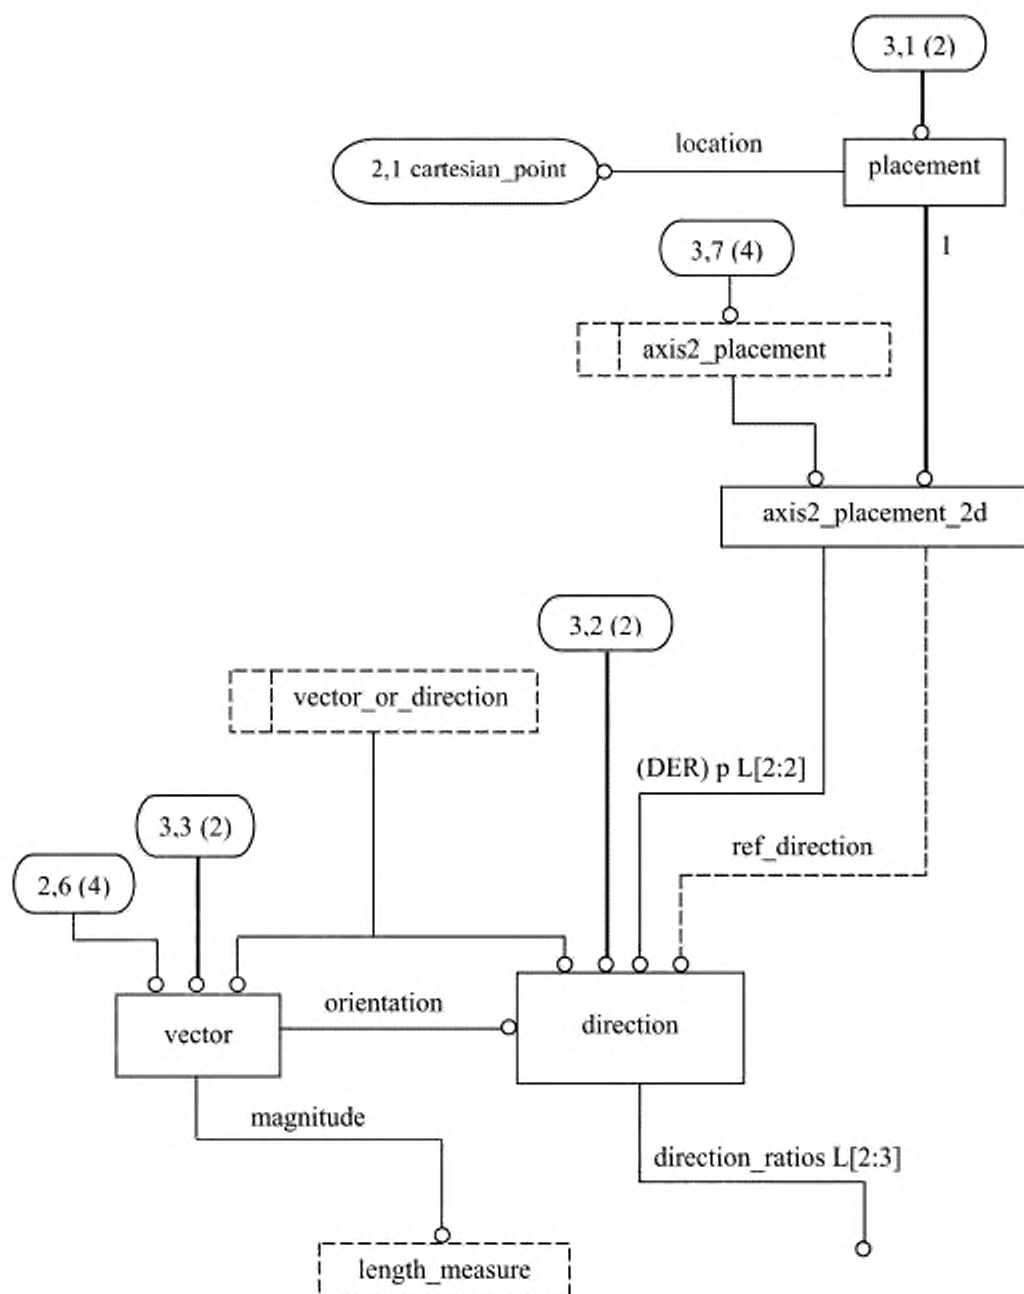 3,1 (2)
location
2,1 cartesian_point
placement
3,7 (4)
1
axis2_placement
axis2_placement_2d
3,2 (2)
vector_or_direction
(DER) p L[2:2]
3,3 (2)
ref_direction
2,6 (4)
orientation
vector
direction
magnitude
direction_ratios L[2:3]
length_measure